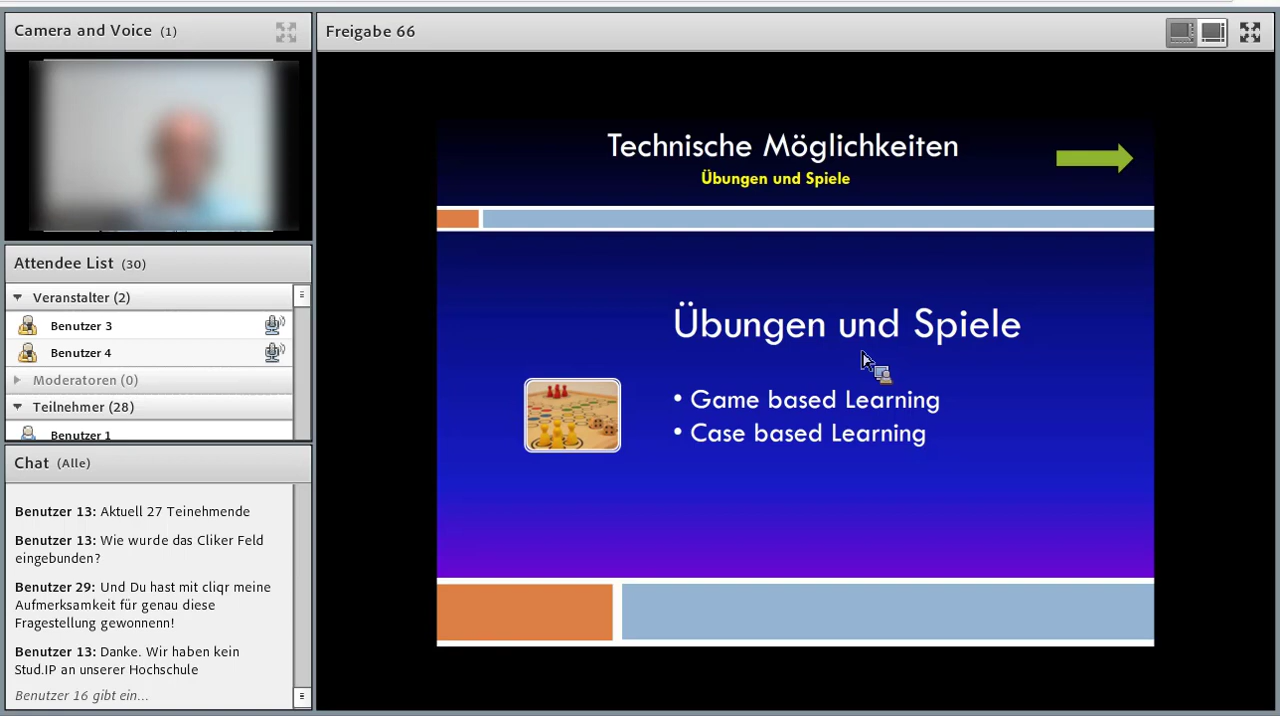 Camera and Voice (1)
Freigabe 66
Technische Möglichkeiten
Übungen und Spiele
Übungen und Spiele
• Game based Learning
• Case based Learning
Attendee List (30)
Veranstalter (2)
Benutzer 3
Benutzer 4
Moderatoren (0)
Teilnehmer (28)
Benutzer 1
Chat (Alle)
Benutzer 13: Aktuell 27 Teinehmende
Benutzer 13: Wie wurde das Cliker Feld
eingebunden?
Benutzer 29: Und Du hast mit cliqr meine
Aufmerksamkeit für genau diese
Fragestellung gewonnenn!
Benutzer 13: Danke. Wir haben kein
Stud.IP an unserer Hochschule
Benutzer 16 gibt ein...